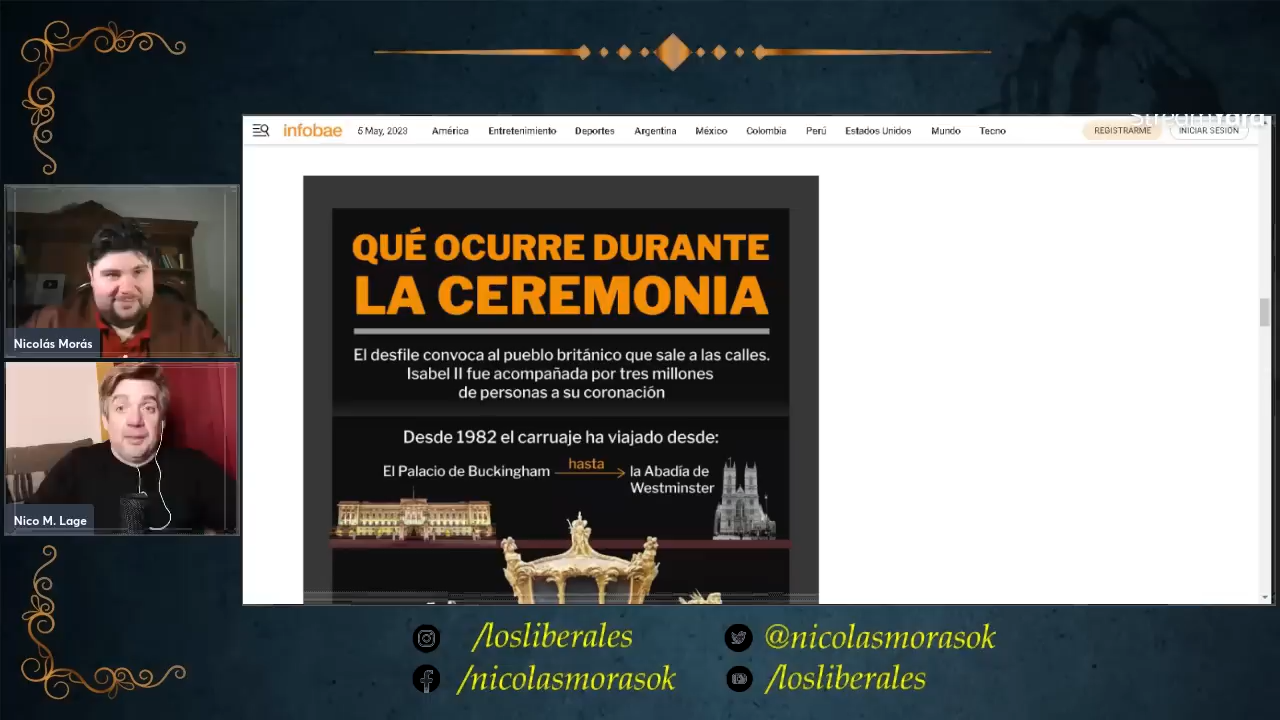 infobae
5 May, 2023
América
Entretenimiento
Deportes
Argentina
México
Colombia
Perú
Estados Unidos
Mundo
Tecno
REGISTRARME
INICIAR SESIÓN
QUÉ OCURRE DURANTE
LA CEREMONIA
El desfile convoca al pueblo británico que sale a las calles.
Isabel II fue acompañada por tres millones
de personas a su coronación
Desde 1982 el carruaje ha viajado desde:
El Palacio de Buckingham
hasta
la Abadía de
Westminster
Nicolás Morás
Nico M. Lage
/losliberales
@nicolasmorasok
/nicolasmorasok
/losliberales